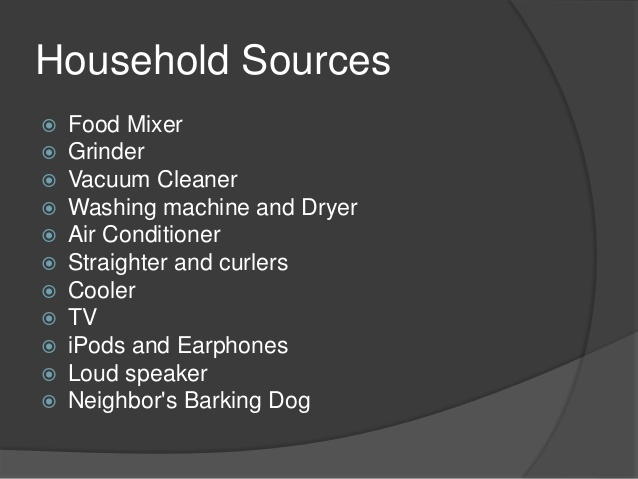 Household Sources
Food Mixer
Grinder
Vacuum Cleaner
Washing machine and Dryer
Air Conditioner
Straighter and curlers
Cooler
TV
iPods and Earphones
Loud speaker
Neighbor's Barking Dog